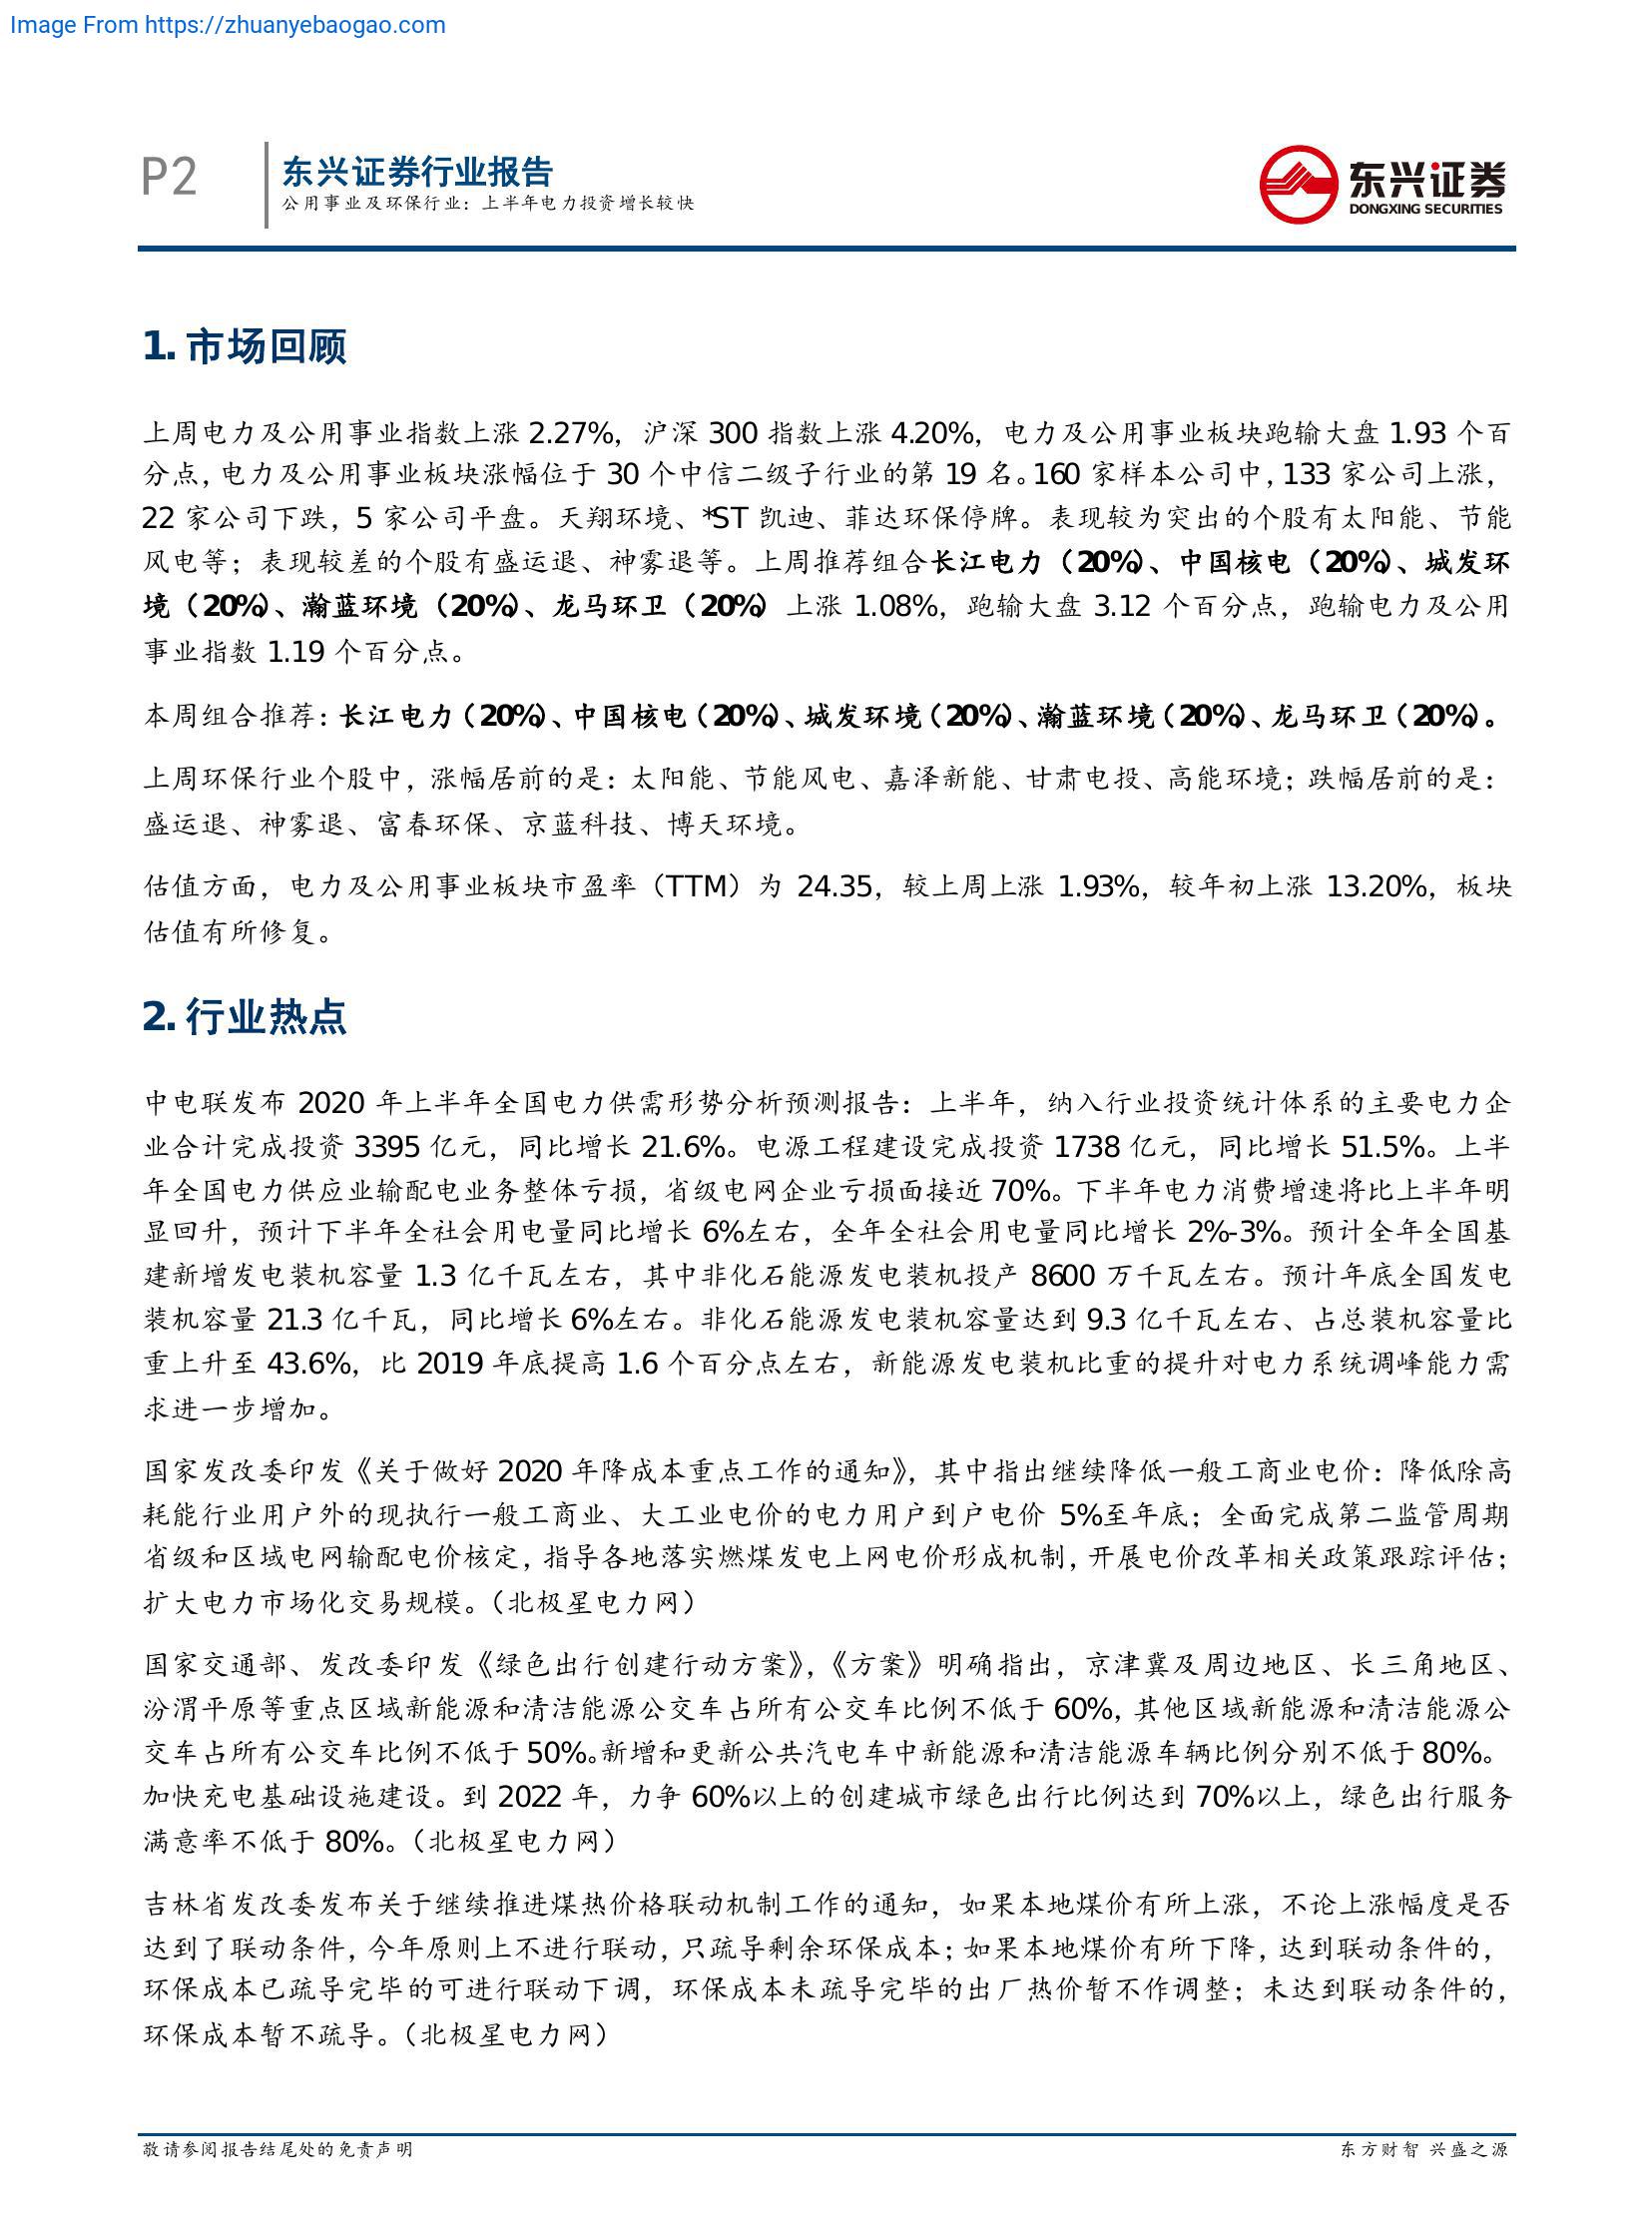 Image From https://zhuanyebaogao.com
P2
东兴证券行业报告
公用事业及环保行业：上半年电力投资增长较快
东兴证券
DONGXING SECURITIES
1. 市场回顾
上周电力及公用事业指数上涨 2.27%，沪深 300 指数上涨 4.20%，电力及公用事业板块跑输大盘 1.93 个百
分点，电力及公用事业板块涨幅位于 30 个中信二级子行业的第 19 名。160 家样本公司中，133 家公司上涨，
22 家公司下跌，5 家公司平盘。天翔环境、*ST 凯迪、菲达环保停牌。表现较为突出的个股有太阳能、节能
风电等；表现较差的个股有盛运退、神雾退等。上周推荐组合长江电力（20%）、中国核电（20%）、城发环
境（20%）、瀚蓝环境（20%）、龙马环卫（20%）上涨 1.08%，跑输大盘 3.12 个百分点，跑输电力及公用
事业指数 1.19 个百分点。
本周组合推荐：长江电力（20%）、中国核电（20%）、城发环境（20%）、瀚蓝环境（20%）、龙马环卫（20%）。
上周环保行业个股中，涨幅居前的是：太阳能、节能风电、嘉泽新能、甘肃电投、高能环境；跌幅居前的是：
盛运退、神雾退、富春环保、京蓝科技、博天环境。
估值方面，电力及公用事业板块市盈率（TTM）为 24.35，较上周上涨 1.93%，较年初上涨 13.20%，板块
估值有所修复。
2. 行业热点
中电联发布 2020 年上半年全国电力供需形势分析预测报告：上半年，纳入行业投资统计体系的主要电力企
业合计完成投资 3395 亿元，同比增长 21.6%。电源工程建设完成投资 1738 亿元，同比增长 51.5%。上半
年全国电力供应业输配电业务整体亏损，省级电网企业亏损面接近 70%。下半年电力消费增速将比上半年明
显回升，预计下半年全社会用电量同比增长 6%左右，全年全社会用电量同比增长 2%-3%。预计全年全国基
建新增发电装机容量 1.3 亿千瓦左右，其中非化石能源发电装机投产 8600 万千瓦左右。预计年底全国发电
装机容量 21.3 亿千瓦，同比增长 6%左右。非化石能源发电装机容量达到 9.3 亿千瓦左右、占总装机容量比
重上升至 43.6%，比 2019 年底提高 1.6 个百分点左右，新能源发电装机比重的提升对电力系统调峰能力需
求进一步增加。
国家发改委印发《关于做好 2020 年降成本重点工作的通知》，其中指出继续降低一般工商业电价：降低除高
耗能行业用户外的现执行一般工商业、大工业电价的电力用户到户电价 5%至年底；全面完成第二监管周期
省级和区域电网输配电价核定，指导各地落实燃煤发电上网电价形成机制，开展电价改革相关政策跟踪评估；
扩大电力市场化交易规模。（北极星电力网）
国家交通部、发改委印发《绿色出行创建行动方案》，《方案》明确指出，京津冀及周边地区、长三角地区、
汾渭平原等重点区域新能源和清洁能源公交车占所有公交车比例不低于 60%，其他区域新能源和清洁能源公
交车占所有公交车比例不低于 50%。新增和更新公共汽电车中新能源和清洁能源车辆比例分别不低于 80%。
加快充电基础设施建设。到 2022 年，力争 60%以上的创建城市绿色出行比例达到 70%以上，绿色出行服务
满意率不低于 80%。（北极星电力网）
吉林省发改委发布关于继续推进煤热价格联动机制工作的通知，如果本地煤价有所上涨，不论上涨幅度是否
达到了联动条件，今年原则上不进行联动，只疏导剩余环保成本；如果本地煤价有所下降，达到联动条件的，
环保成本已疏导完毕的可进行联动下调，环保成本未疏导完毕的出厂热价暂不作调整；未达到联动条件的，
环保成本暂不疏导。（北极星电力网）
敬请参阅报告结尾处的免责声明
东方财智 兴盛之源